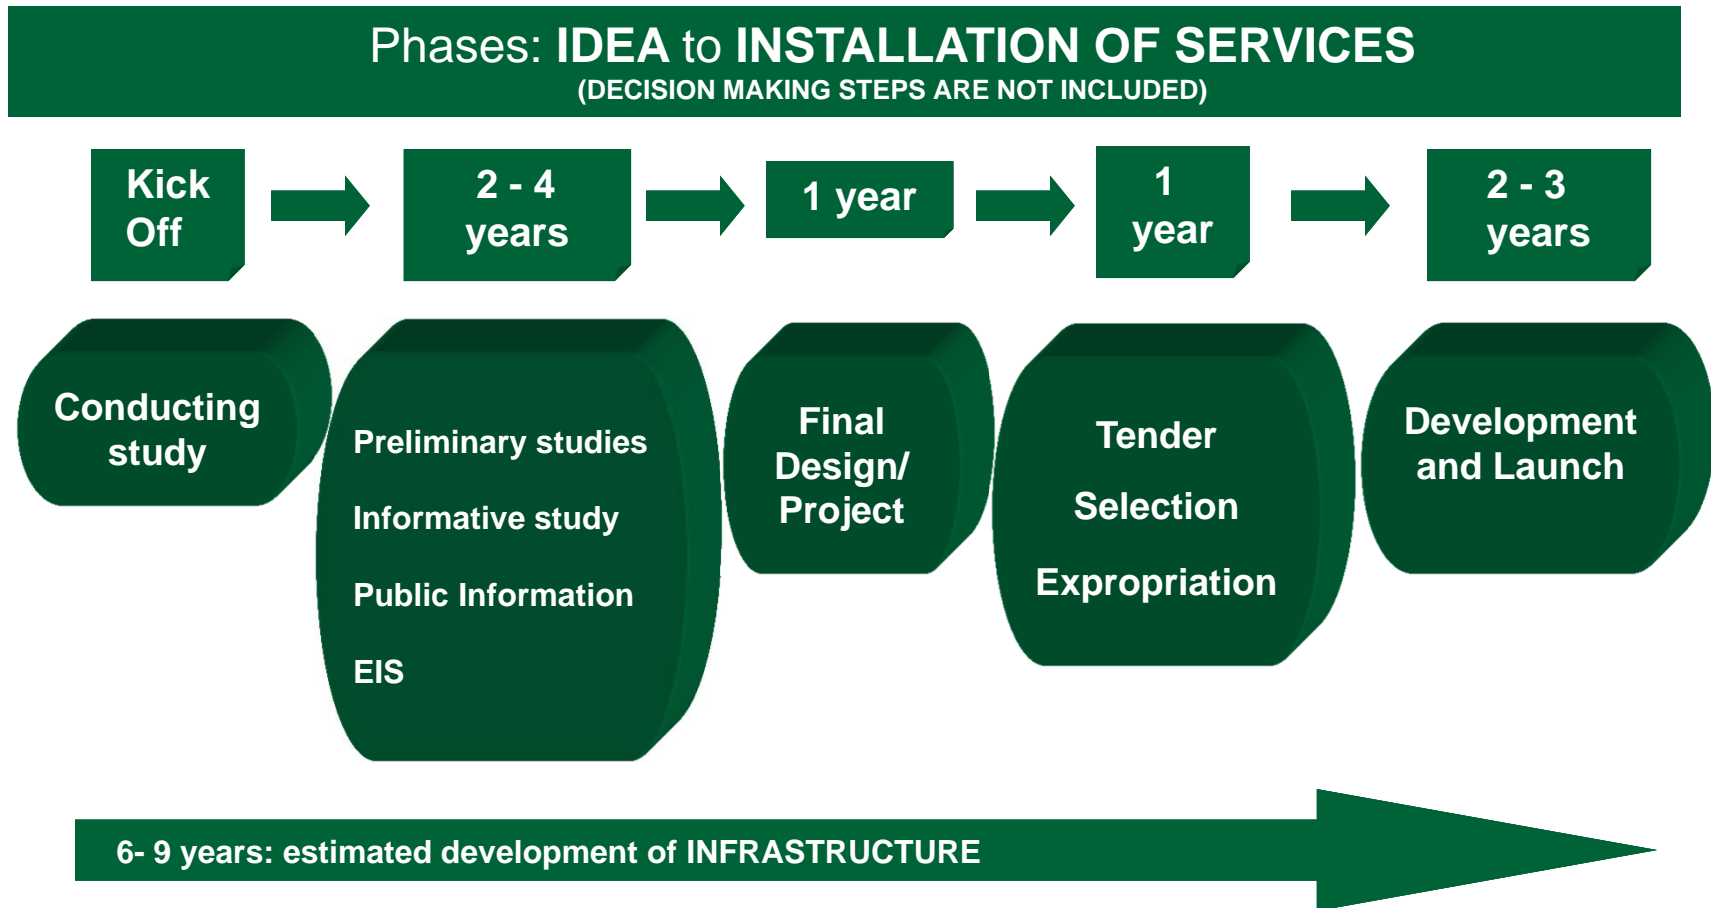 Phases: IDEA to INSTALLATION OF SERVICES
(DECISION MAKING STEPS ARE NOT INCLUDED)
Kick
Off
2 - 4
years
1 year
1
year
2 - 3
years
Conducting
study
Preliminary studies
Informative study
Public Information
EIS
Final
Design/
Project
Tender
Selection
Expropriation
Development
and Launch
6- 9 years: estimated development of INFRASTRUCTURE